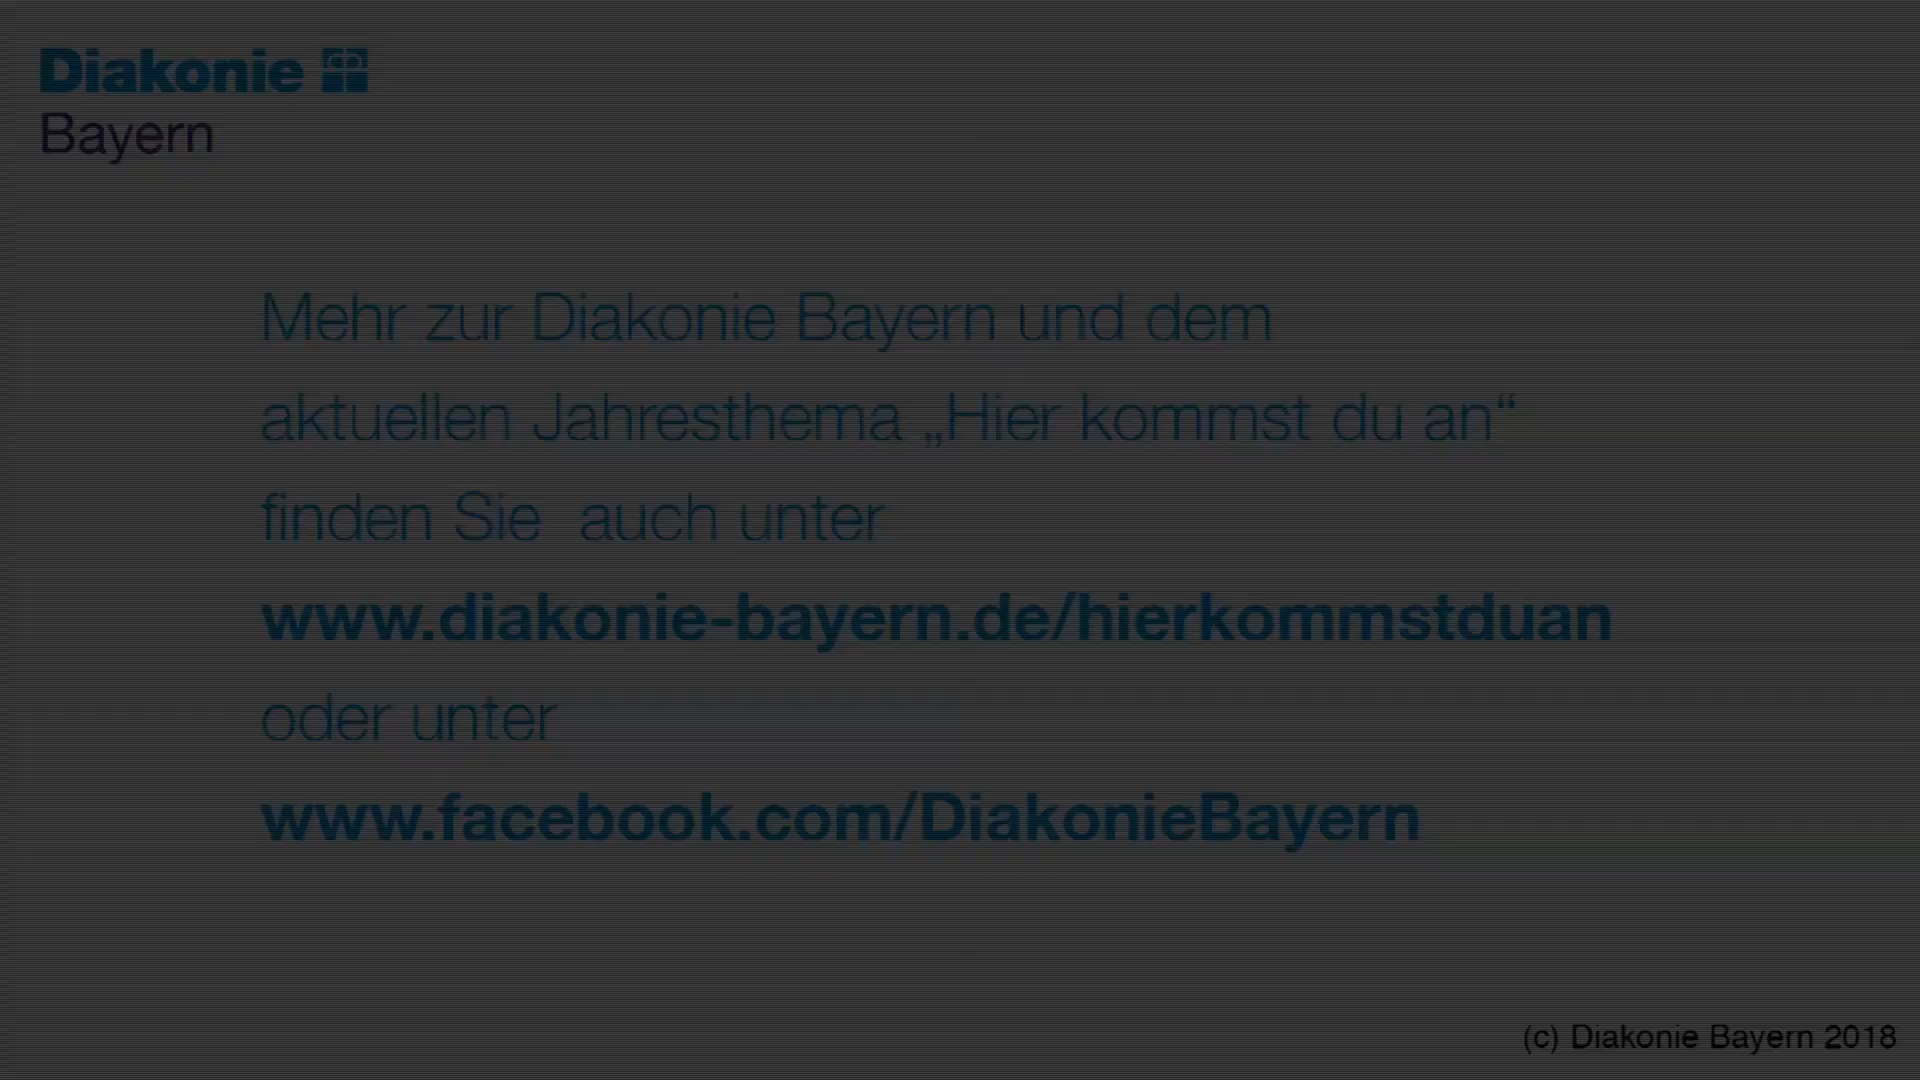 Diakonie
Bayern
Mehr zur Diakonie Bayern und dem
aktuellen Jahresthema „Hier kommst du an“
finden Sie auch unter
www.diakonie-bayern.de/hierkommstduan
oder unter
www.facebook.com/DiakonieBayern
(c) Diakonie Bayern 2018